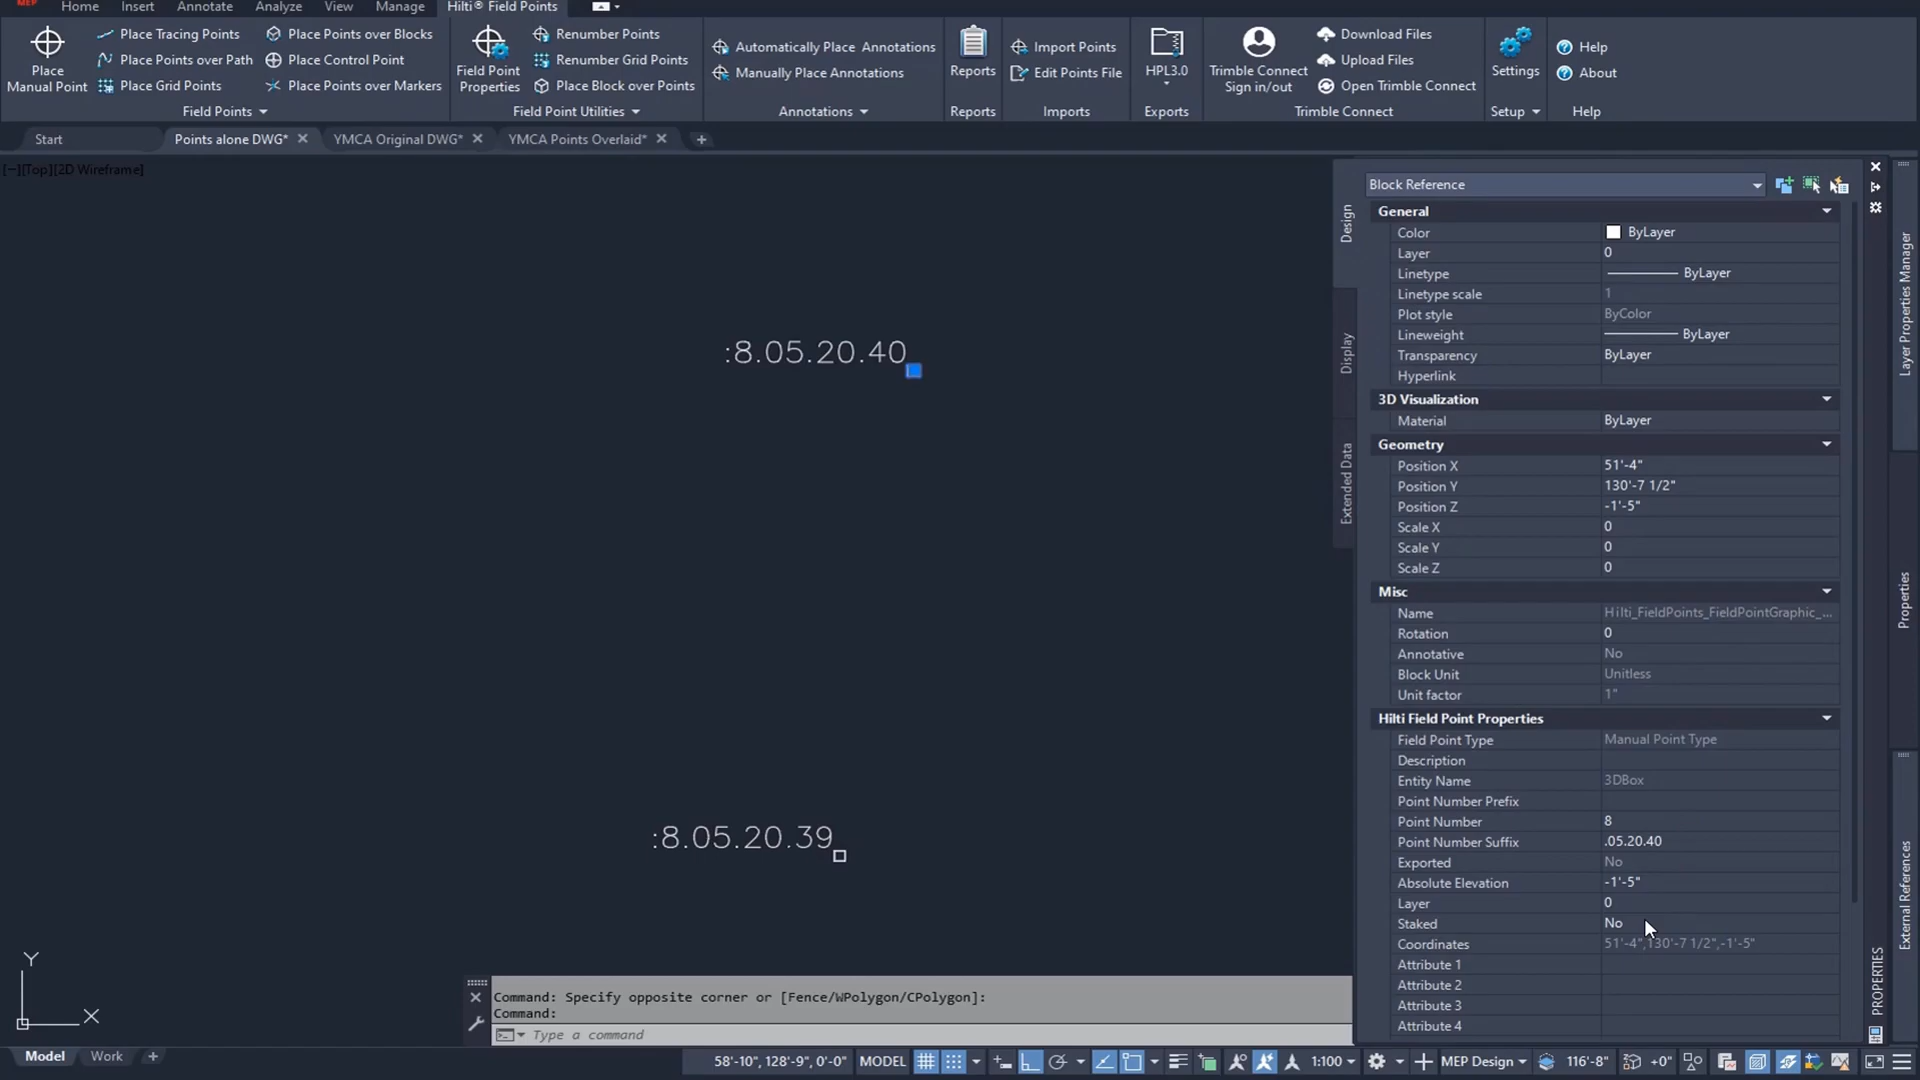 MEP
Home Insert Annotate Analyze View Manage Hilti® Field Points
Place Manual Point
Place Tracing Points
Place Points over Path
Place Grid Points
Place Points over Blocks
Place Control Point
Place Points over Markers
Field Points
Field Point Properties
Renumber Points
Renumber Grid Points
Place Block over Points
Field Point Utilities
Automatically Place Annotations
Manually Place Annotations
Annotations
Reports
Reports
Import Points
Edit Points File
Imports
HPL3.0
Exports
Trimble Connect Sign in/out
Download Files
Upload Files
Open Trimble Connect
Trimble Connect
Settings
Setup
Help
About
Help
Start
Points alone DWG*
YMCA Original DWG*
YMCA Points Overlaid*
[−][Top][2D Wireframe]
:8.05.20.40
:8.05.20.39
Y
X
Block Reference
General
Color ByLayer
Layer 0
Linetype ByLayer
Linetype scale 1
Plot style ByColor
Lineweight ByLayer
Transparency ByLayer
Hyperlink
3D Visualization
Material ByLayer
Geometry
Position X 51'-4"
Position Y 130'-7 1/2"
Position Z -1'-5"
Scale X 0
Scale Y 0
Scale Z 0
Misc
Name Hilti_FieldPoints_FieldPointGraphic_...
Rotation 0
Annotative No
Block Unit Unitless
Unit factor 1"
Hilti Field Point Properties
Field Point Type Manual Point Type
Description
Entity Name 3DBox
Point Number Prefix
Point Number 8
Point Number Suffix .05.20.40
Exported No
Absolute Elevation -1'-5"
Layer 0
Staked No
Coordinates 51'-4",130'-7 1/2",-1'-5"
Attribute 1
Attribute 2
Attribute 3
Attribute 4
Design
Display
Extended Data
PROPERTIES
Layer Properties Manager
Properties
External References
Command: Specify opposite corner or [Fence/WPolygon/CPolygon]:
Command:
Type a command
Model Work
58'-10", 128'-9", 0'-0" MODEL 1:100 MEP Design 116'-8" +0"